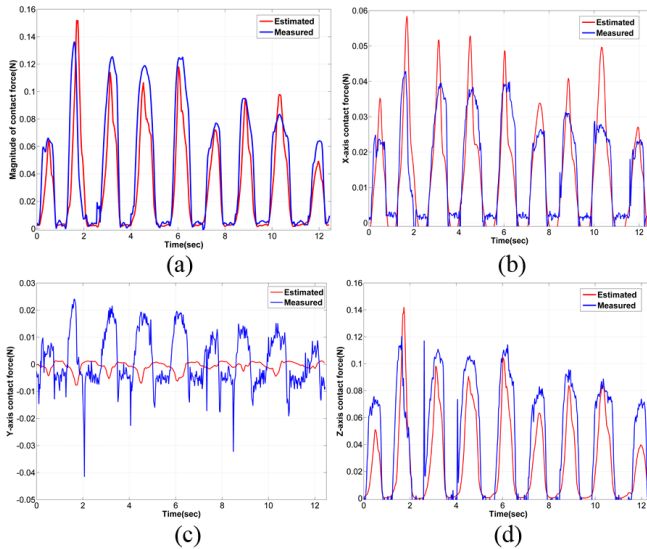 0.16
0.14
0.12
0.1
0.08
0.06
0.04
0.02
0
0 2 4 6 8 10 12
Magnitude of contact force(N)
Time(sec)
Estimated
Measured
(a)
0.06
0.05
0.04
0.03
0.02
0.01
0
0 2 4 6 8 10 12
X-axis contact force(N)
Time(sec)
Estimated
Measured
(b)
0.03
0.02
0.01
0
-0.01
-0.02
-0.03
-0.04
-0.05
0 2 4 6 8 10 12
Y-axis contact force(N)
Time(sec)
Estimated
Measured
(c)
0.16
0.14
0.12
0.1
0.08
0.06
0.04
0.02
0
0 2 4 6 8 10 12
Z-axis contact force(N)
Time(sec)
Estimated
Measured
(d)